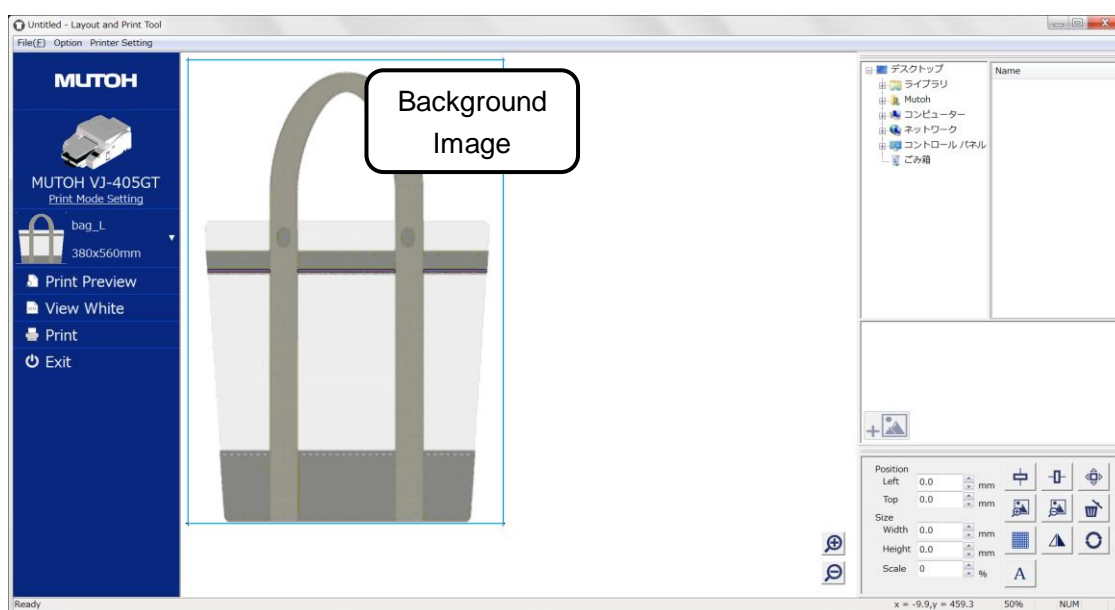 Untitled - Layout and Print Tool
File(F) Option Printer Setting
MUTOH
MUTOH VJ-405GT
Print Mode Setting
bag_L
380x560mm
Print Preview
View White
Print
Exit
Background
Image
デスクトップ
ライブラリ
Mutoh
コンピューター
ネットワーク
コントロール パネル
ごみ箱
Name
Position
Left 0.0 mm
Top 0.0 mm
Size
Width 0.0 mm
Height 0.0 mm
Scale 0 %
A
Ready
x = -9.9,y = 459.3 50% NUM